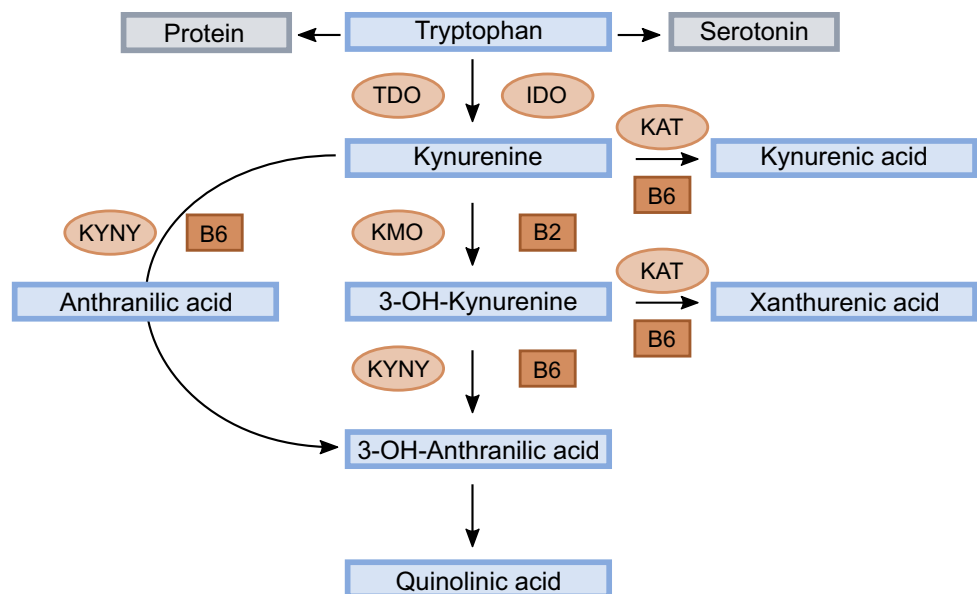 Protein
Tryptophan
Serotonin
TDO
IDO
KAT
Kynurenine
Kynurenic acid
B6
KYNY
B6
KMO
B2
KAT
Anthranilic acid
3-OH-Kynurenine
Xanthurenic acid
B6
KYNY
B6
3-OH-Anthranilic acid
Quinolinic acid